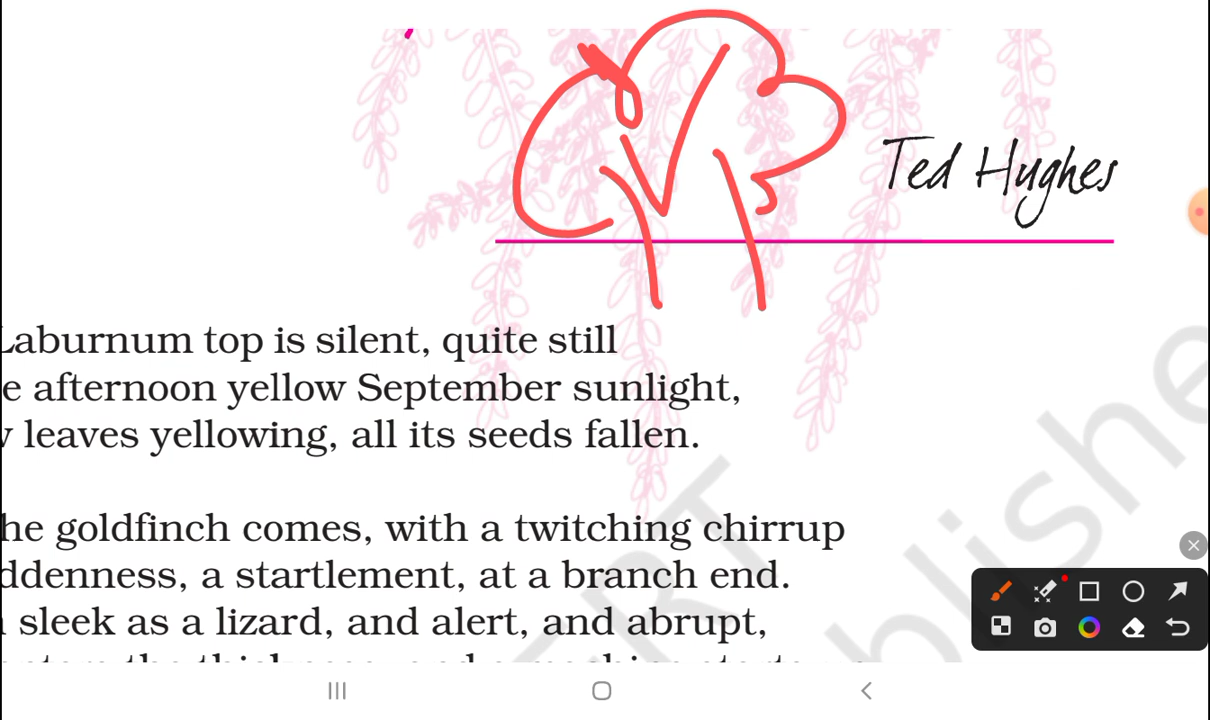 Ted Hughes
Laburnum top is silent, quite still
e afternoon yellow September sunlight,
leaves yellowing, all its seeds fallen.
he goldfinch comes, with a twitching chirrup
ddenness, a startlement, at a branch end.
sleek as a lizard, and alert, and abrupt,